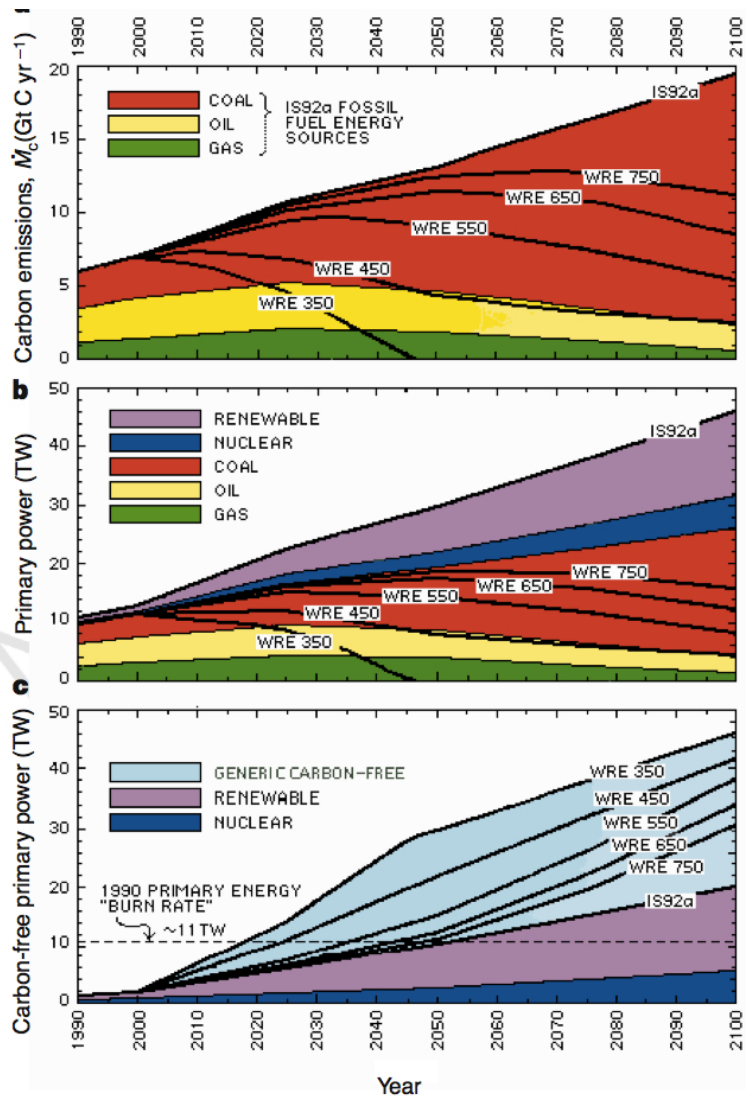 a
1990 2000 2010 2020 2030 2040 2050 2060 2070 2080 2090 2100
Carbon emissions, Ṁc(Gt C yr⁻¹)
20
15
10
5
0
COAL
OIL
GAS
IS92a FOSSIL
FUEL ENERGY
SOURCES
IS92a
WRE 750
WRE 650
WRE 550
WRE 450
WRE 350
b
Primary power (TW)
50
40
30
20
10
0
RENEWABLE
NUCLEAR
COAL
OIL
GAS
IS92a
WRE 750
WRE 650
WRE 550
WRE 450
WRE 350
c
Carbon-free primary power (TW)
50
40
30
20
10
0
GENERIC CARBON-FREE
RENEWABLE
NUCLEAR
WRE 350
WRE 450
WRE 550
WRE 650
WRE 750
IS92a
1990 PRIMARY ENERGY
"BURN RATE"
~11TW
1990 2000 2010 2020 2030 2040 2050 2060 2070 2080 2090 2100
Year